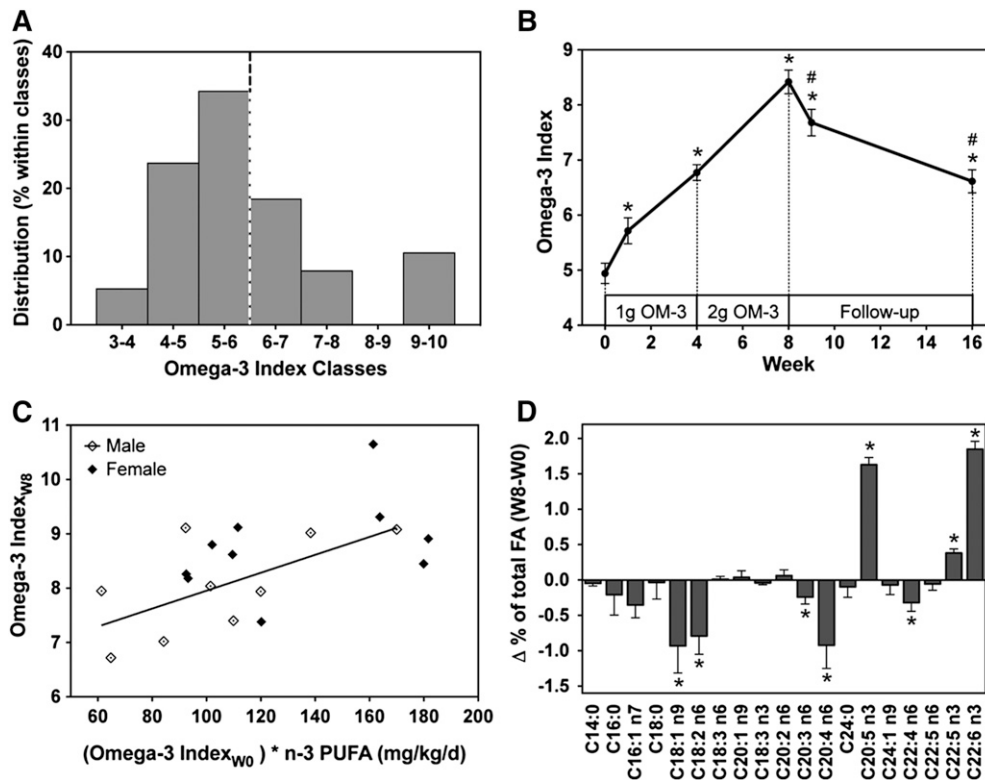 A
Distribution (% within classes)
40
30
20
10
0
3-4 4-5 5-6 6-7 7-8 8-9 9-10
Omega-3 Index Classes
B
Omega-3 Index
9
8
7
6
5
4
*
*
*
#
*
#
*
1g OM-3 2g OM-3 Follow-up
0 4 8 12 16
Week
C
Omega-3 Index W8
11
10
9
8
7
6
Male
Female
60 80 100 120 140 160 180 200
(Omega-3 Index W0 ) * n-3 PUFA (mg/kg/d)
D
Δ % of total FA (W8-W0)
2.0
1.5
1.0
0.5
0.0
-0.5
-1.0
-1.5
*
*
*
*
*
*
*
*
C14:0
C16:0
C16:1 n7
C18:0
C18:1 n9
C18:2 n6
C18:3 n6
C20:1 n9
C18:3 n3
C20:2 n6
C20:3 n6
C20:4 n6
C24:0
C20:5 n3
C24:1 n9
C22:4 n6
C22:5 n6
C22:5 n3
C22:6 n3